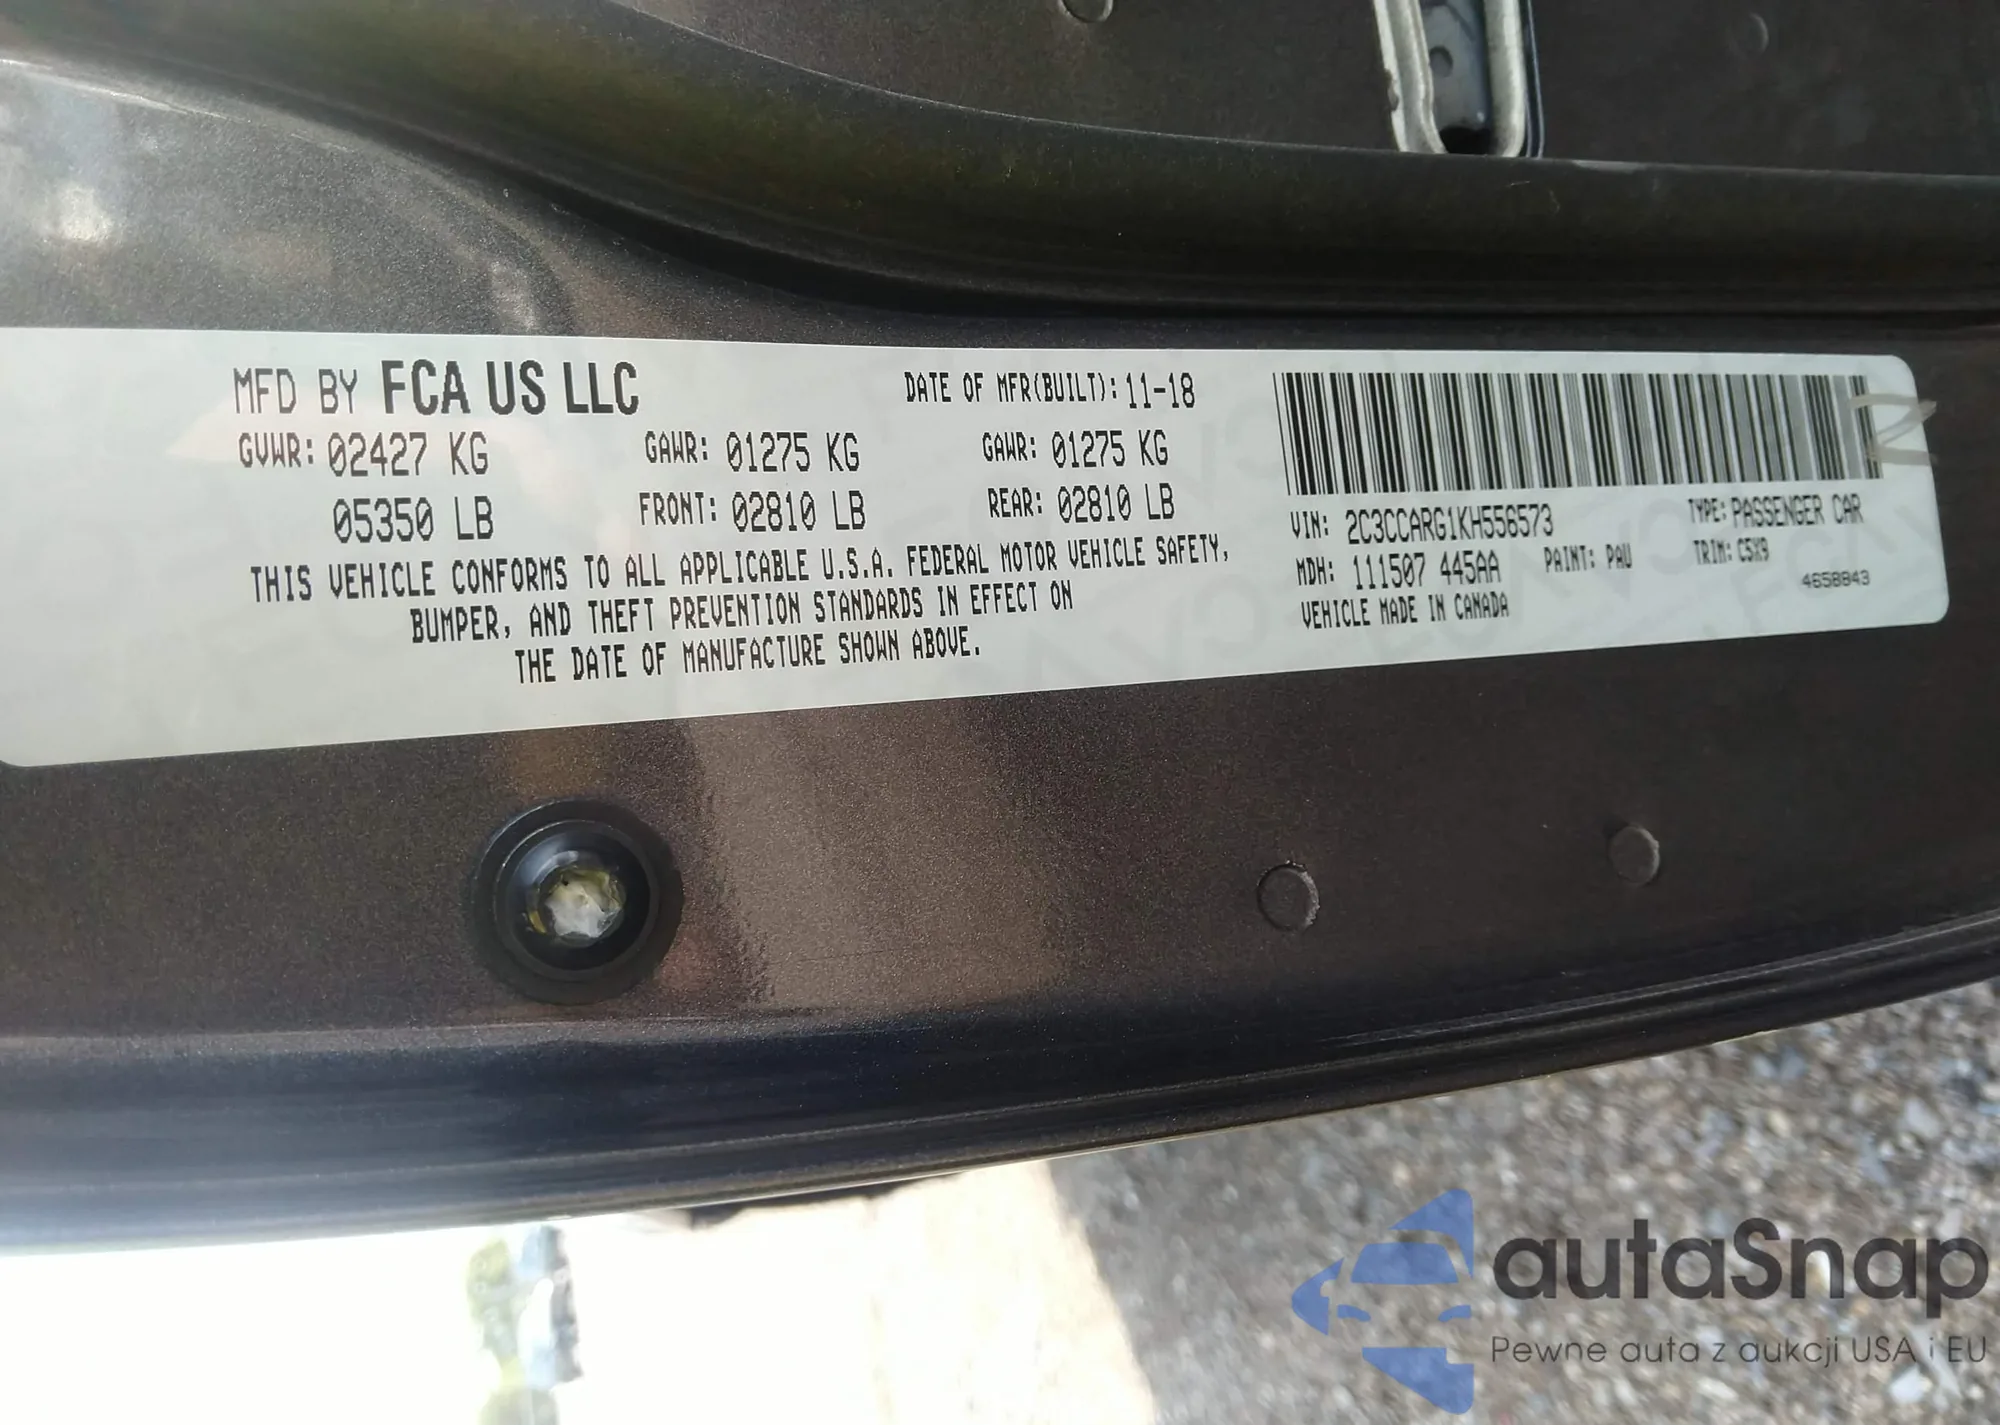 MFD BY FCA US LLC
DATE OF MFR(BUILT): 11-18
GVWR: 02427 KG
GAWR: 01275 KG
GAWR: 01275 KG
05350 LB
FRONT: 02810 LB
REAR: 02810 LB
THIS VEHICLE CONFORMS TO ALL APPLICABLE U.S.A. FEDERAL MOTOR VEHICLE SAFETY,
BUMPER, AND THEFT PREVENTION STANDARDS IN EFFECT ON
THE DATE OF MANUFACTURE SHOWN ABOVE.
VIN: 2C3CCARG1KH556573
TYPE: PASSENGER CAR
MDH: 111507 445AA
PAINT: PAU
TRIM: C5X9
VEHICLE MADE IN CANADA
4658843
autaSnap
Pewne auta z aukcji USA i EU